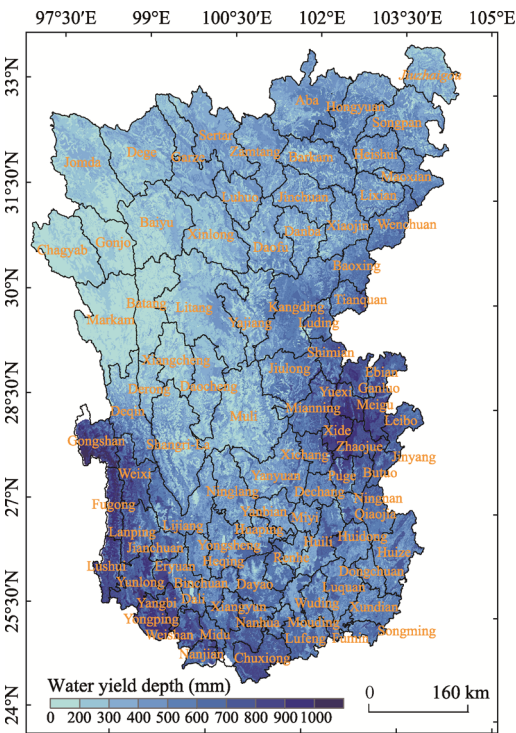 97°30′E 99°E 100°30′E 102°E 103°30′E 105°E
33°N
31°30′N
30°N
28°30′N
27°N
25°30′N
24°N
Aba
Hongyuan
Songpan
Jomda
Dege
Zamtang
Barkam
Heishui
Maoxian
Luhuo
Jinchuan
Lixian
Baiyu
Xinlong
Danba
Xiaojin
Wenchuan
Chagyab
Gonjo
Daofu
Baoxing
Batang
Litang
Kangding
Tianquan
Markam
Yajiang
Luding
Xiangcheng
Shimian
Jiulong
Ebian
Derong
Daocheng
Yuexi
Ganluo
Deqin
Muli
Mianning
Meigu
Leibo
Gongshan
Shangri-La
Xide
Zhaojue
Xichang
Jinyang
Weixi
Yanyuan
Puge
Butuo
Fugong
Ninglang
Dechang
Ningnan
Qiaojia
Lanping
Lijiang
Huaping
Miyi
Huidong
Jianchuan
Yongsheng
Huili
Huize
Lushui
Eryuan
Heqing
Renhe
Dongchuan
Yunlong
Binchuan
Dayao
Luquan
Yangbi
Dali
Xiangyun
Wuding
Xundian
Yongping
Nanhua
Mouding
Weishan
Midu
Lufeng
Fumin
Songming
Nanjian
Chuxiong
Water yield depth (mm)
0 200 300 400 500 600 700 800 900 1000
0 160 km